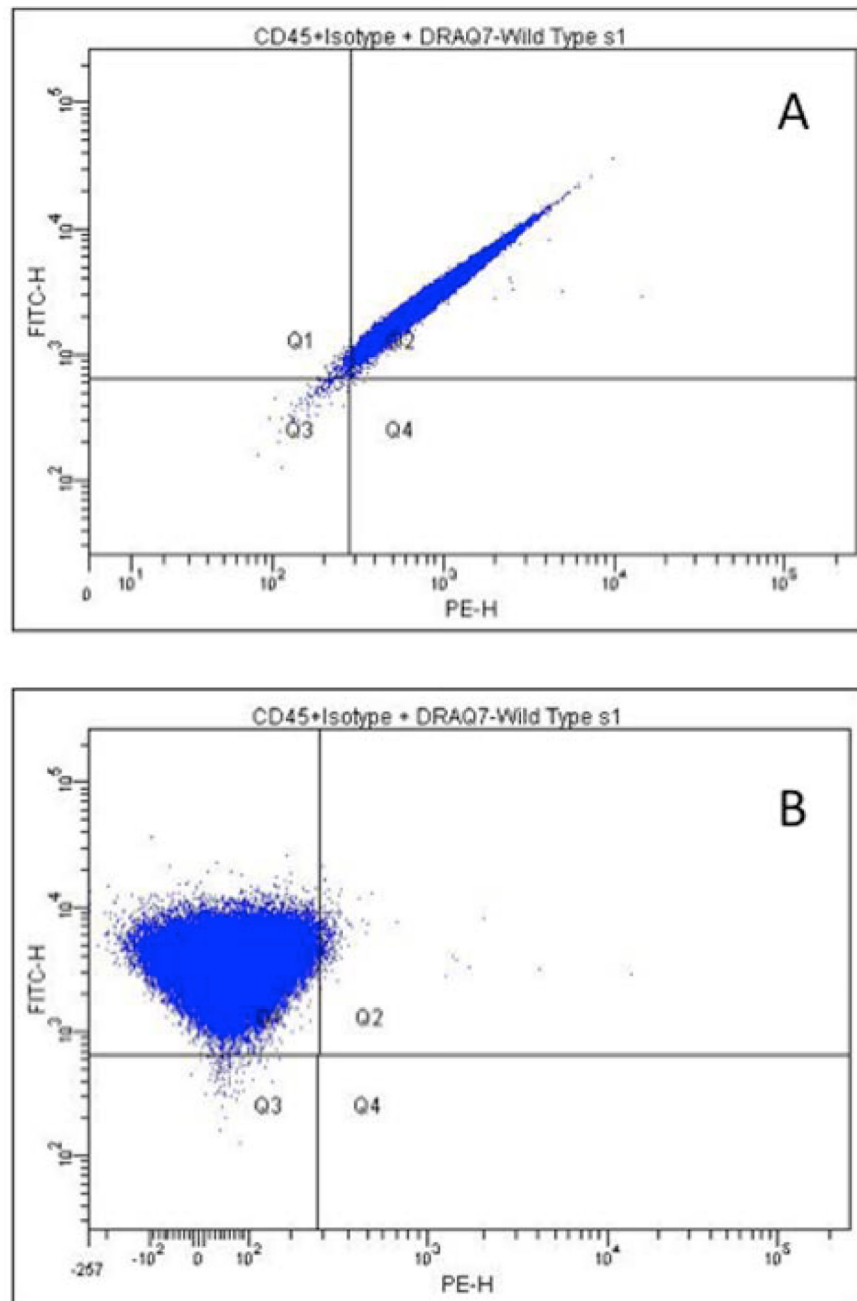 CD45+Isotype + DRAQ7-Wild Type s1
A
10^5
10^4
FITC-H
Q1
Q2
10^3
Q3
Q4
10^2
0
10^1
10^2
10^3
10^4
10^5
PE-H
CD45+Isotype + DRAQ7-Wild Type s1
B
10^5
10^4
FITC-H
Q2
10^3
Q3
Q4
10^2
-257
-10^2
0
10^2
10^3
10^4
10^5
PE-H